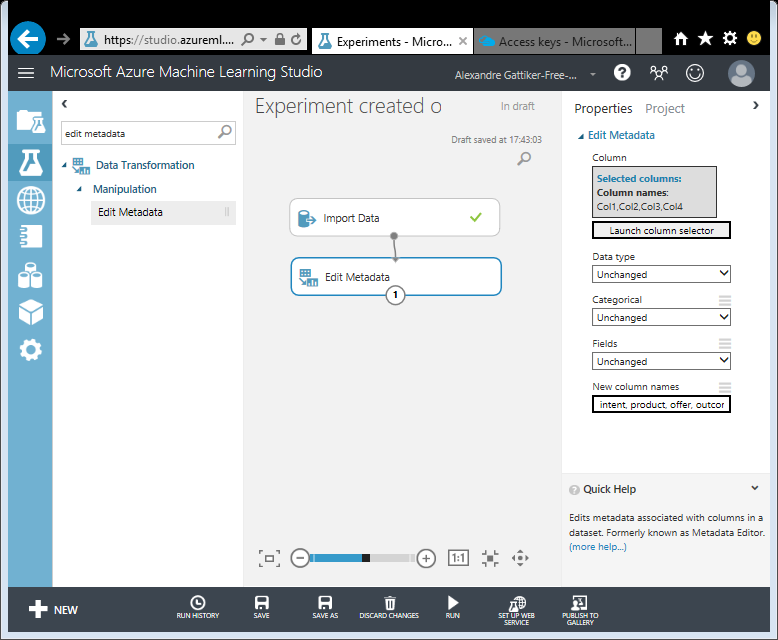 https://studio.azureml....
Experiments - Micro...
Access keys - Microsoft...
Microsoft Azure Machine Learning Studio
Alexandre Gattiker-Free-...
?
edit metadata
Data Transformation
Manipulation
Edit Metadata
Experiment created o
In draft
Draft saved at 17:43:03
Import Data
Edit Metadata
1
1:1
Properties
Project
Edit Metadata
Column
Selected columns:
Column names:
Col1,Col2,Col3,Col4
Launch column selector
Data type
Unchanged
Categorical
Unchanged
Fields
Unchanged
New column names
intent, product, offer, outcor
? Quick Help
Edits metadata associated with columns in a
dataset. Formerly known as Metadata Editor.
(more help...)
NEW
RUN HISTORY
SAVE
SAVE AS
DISCARD CHANGES
RUN
SET UP WEB
SERVICE
PUBLISH TO
GALLERY